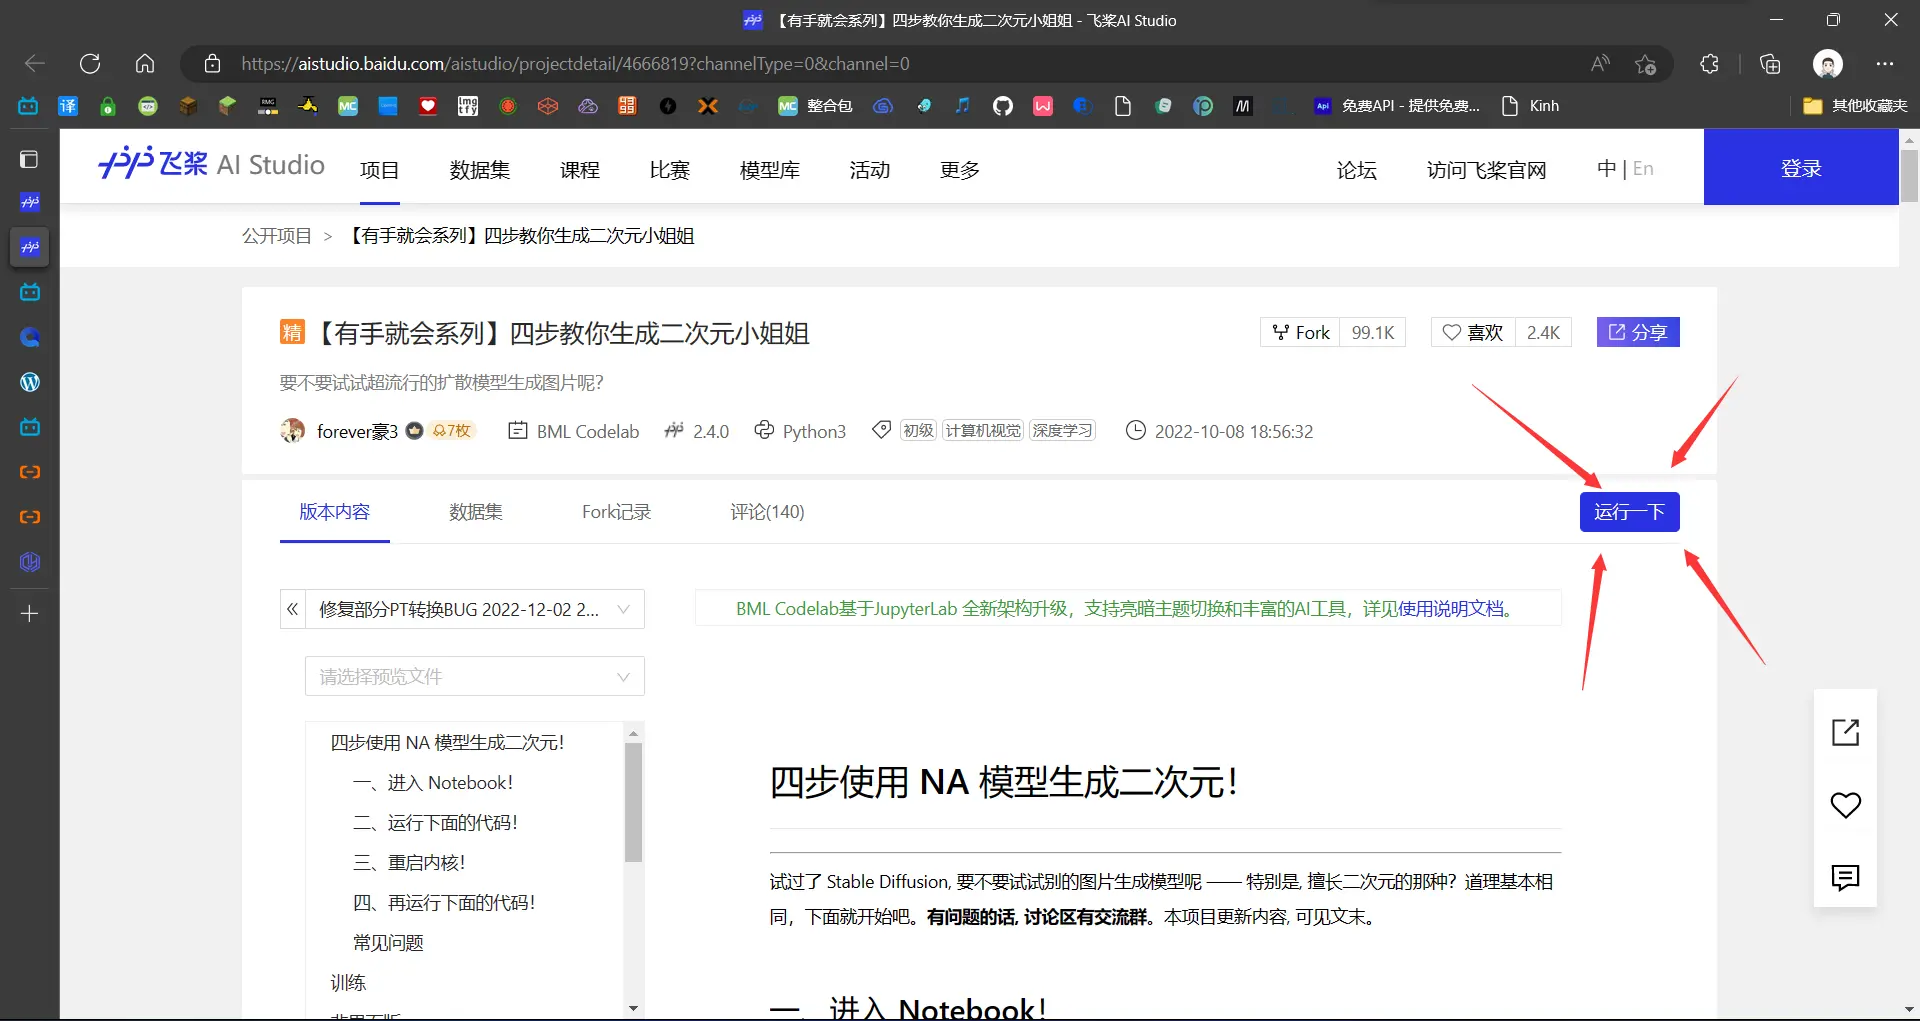 【有手就会系列】四步教你生成二次元小姐姐 - 飞桨AI Studio
https://aistudio.baidu.com/aistudio/projectdetail/4666819?channelType=0&channel=0
译 RMG MC img tfy MC 整合包 Api 免费API - 提供免费... Kinh 其他收藏夹
飞桨 AI Studio 项目 数据集 课程 比赛 模型库 活动 更多 论坛 访问飞桨官网 中 | En 登录
公开项目 > 【有手就会系列】四步教你生成二次元小姐姐
精 【有手就会系列】四步教你生成二次元小姐姐 Fork 99.1K 喜欢 2.4K 分享
要不要试试超流行的扩散模型生成图片呢?
forever豪3 7枚 BML Codelab 2.4.0 Python3 初级 计算机视觉 深度学习 2022-10-08 18:56:32
版本内容 数据集 Fork记录 评论(140) 运行一下
« 修复部分PT转换BUG 2022-12-02 2...
BML Codelab基于JupyterLab 全新架构升级，支持亮暗主题切换和丰富的AI工具，详见使用说明文档。
请选择预览文件
四步使用 NA 模型生成二次元！
一、进入 Notebook！
二、运行下面的代码！
三、重启内核！
四、再运行下面的代码！
常见问题
训练
四步使用 NA 模型生成二次元！
试过了 Stable Diffusion, 要不要试试别的图片生成模型呢 —— 特别是, 擅长二次元的那种？道理基本相
同，下面就开始吧。有问题的话, 讨论区有交流群。本项目更新内容, 可见文末。
一、进入 Notebook！